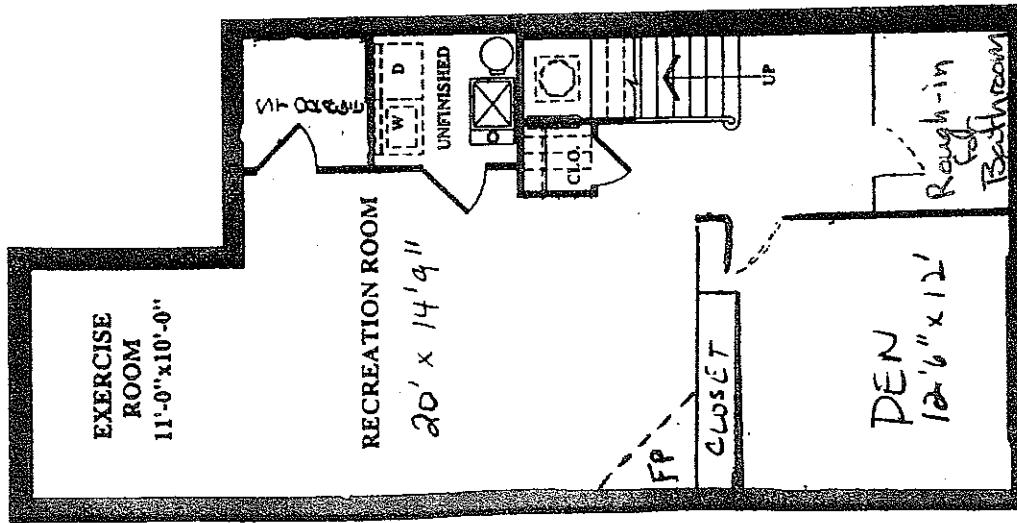 EXERCISE
ROOM
11'-0"x10'-0"
RECREATION ROOM
20' x 14'9"
W
D
UNFINISHED
CLO.
UP
FP
CLOSET
DEN
12'6" x 12'
Rough-in
for
Bathroom